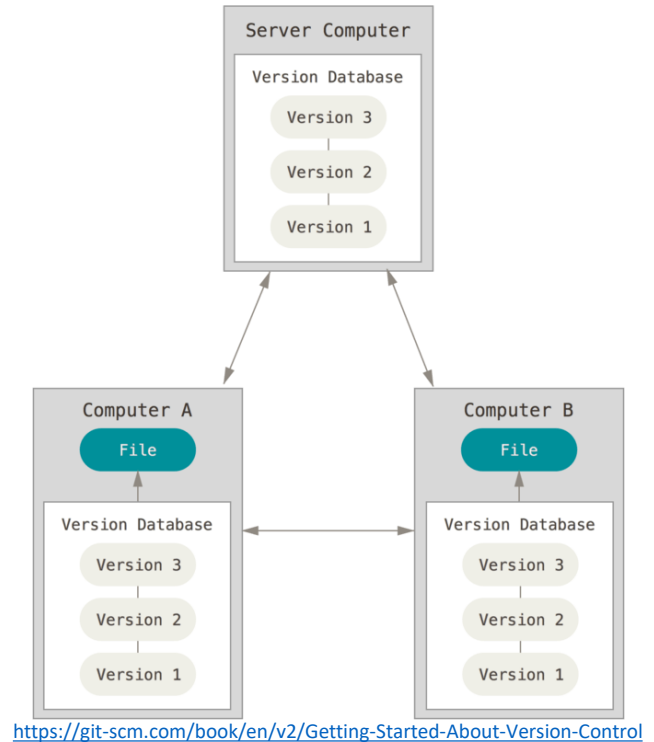 Server Computer
Version Database
Version 3
Version 2
Version 1
Computer A
File
Version Database
Version 3
Version 2
Version 1
Computer B
File
Version Database
Version 3
Version 2
Version 1
https://git-scm.com/book/en/v2/Getting-Started-About-Version-Control